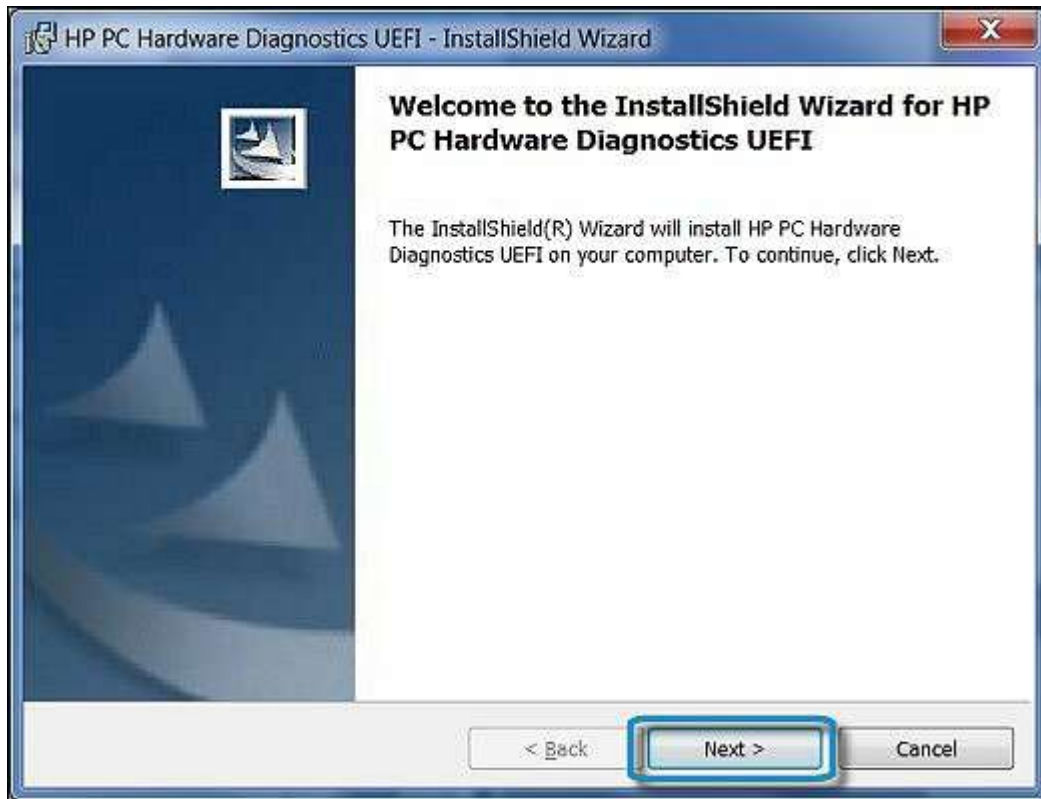 HP PC Hardware Diagnostics UEFI - InstallShield Wizard
Welcome to the InstallShield Wizard for HP
PC Hardware Diagnostics UEFI
The InstallShield(R) Wizard will install HP PC Hardware
Diagnostics UEFI on your computer. To continue, click Next.
< Back
Next >
Cancel